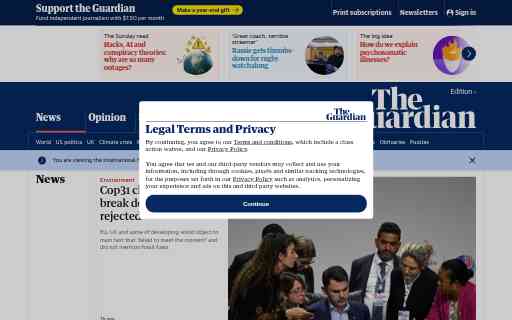 Support the Guardian
Fund independent journalism with $7.50 per month
Make a year-end gift →
Print subscriptions
Newsletters
Sign in
The Sunday read
Hacks, AI and
conspiracy theories:
why are so many
outages?
'Great coach, terrible
streamer'
Rassie gets thumbs-
down for rugby
watchalong
The big idea
How do we explain
psychosomatic
illnesses?
Edition
The
Guardian
News
Opinion
World
US politics
UK
Climate crisis
Obituaries
Puzzles
You are viewing the international
The
Guardian
Legal Terms and Privacy
By continuing, you agree to our Terms and conditions, which include a class
action waiver, and our Privacy Policy.
You agree that we and our third-party vendors may collect and use your
information, including through cookies, pixels and similar tracking technologies,
for the purposes set forth in our Privacy Policy such as analytics, personalizing
your experience and ads on this and third party websites.
Continue
News
Environment
Cop31
break
rejected
EU, UK and some of developing world object to
main text that 'failed to meet the moment' and
did not mention fossil fuels